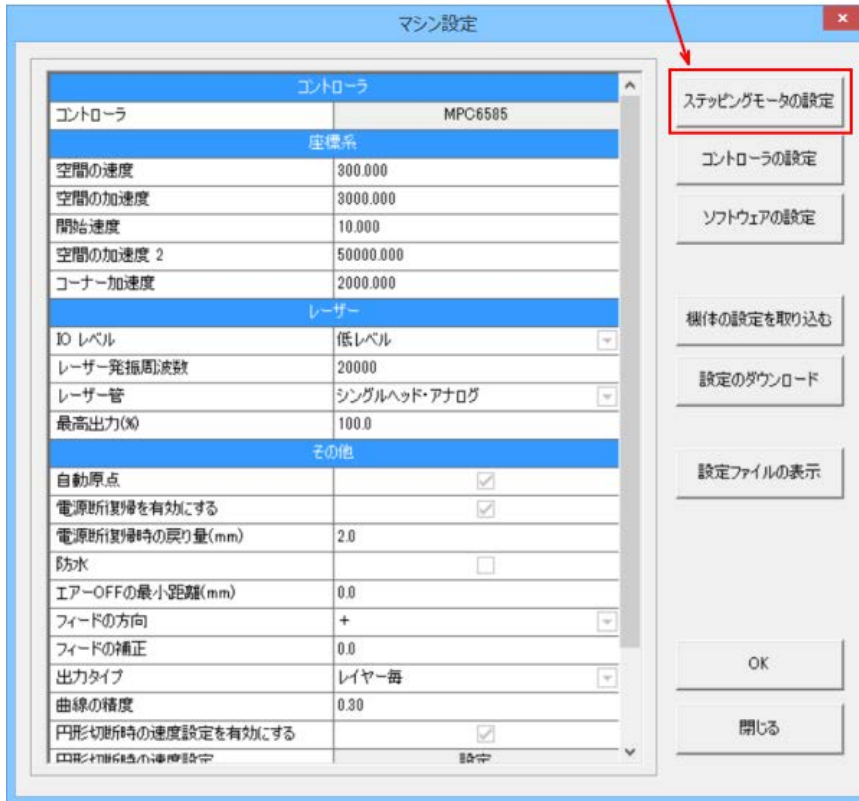 マシン設定
コントローラ
コントローラ MPC6585
座標系
空間の速度 300.000
空間の加速度 3000.000
開始速度 10.000
空間の加速度 2 50000.000
コーナー加速度 2000.000
レーザー
IO レベル 低レベル
レーザー発振周波数 20000
レーザー管 シングルヘッド・アナログ
最高出力(%) 100.0
その他
自動原点
電源断復帰を有効にする
電源断復帰時の戻り量(mm) 2.0
防水
エアーOFFの最小距離(mm) 0.0
フィードの方向 +
フィードの補正 0.0
出力タイプ レイヤー毎
曲線の精度 0.30
円形切断時の速度設定を有効にする
円形切断時の速度設定 設定
ステッピングモータの設定
コントローラの設定
ソフトウェアの設定
機体の設定を取り込む
設定のダウンロード
設定ファイルの表示
OK
閉じる